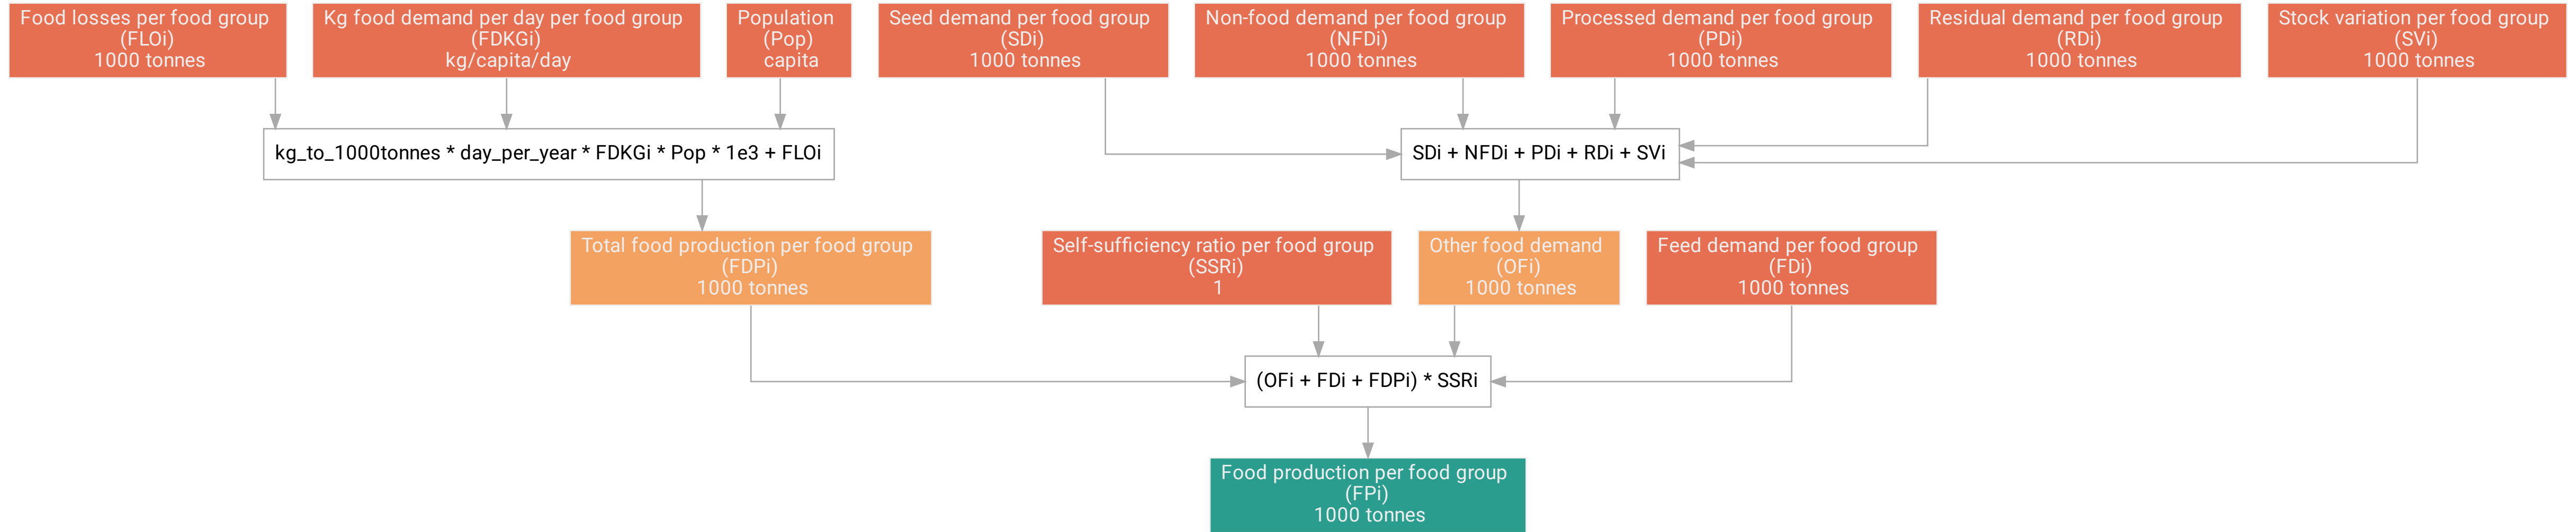 Food losses per food group
(FLOi)
1000 tonnes
Kg food demand per day per food group
(FDKGi)
kg/capita/day
Population
(Pop)
capita
Seed demand per food group
(SDi)
1000 tonnes
Non-food demand per food group
(NFDi)
1000 tonnes
Processed demand per food group
(PDi)
1000 tonnes
Residual demand per food group
(RDi)
1000 tonnes
Stock variation per food group
(SVi)
1000 tonnes
kg_to_1000tonnes * day_per_year * FDKGi * Pop * 1e3 + FLOi
SDi + NFDi + PDi + RDi + SVi
Total food production per food group
(FDPi)
1000 tonnes
Self-sufficiency ratio per food group
(SSRi)
1
Other food demand
(OFi)
1000 tonnes
Feed demand per food group
(FDi)
1000 tonnes
(OFi + FDi + FDPi) * SSRi
Food production per food group
(FPi)
1000 tonnes